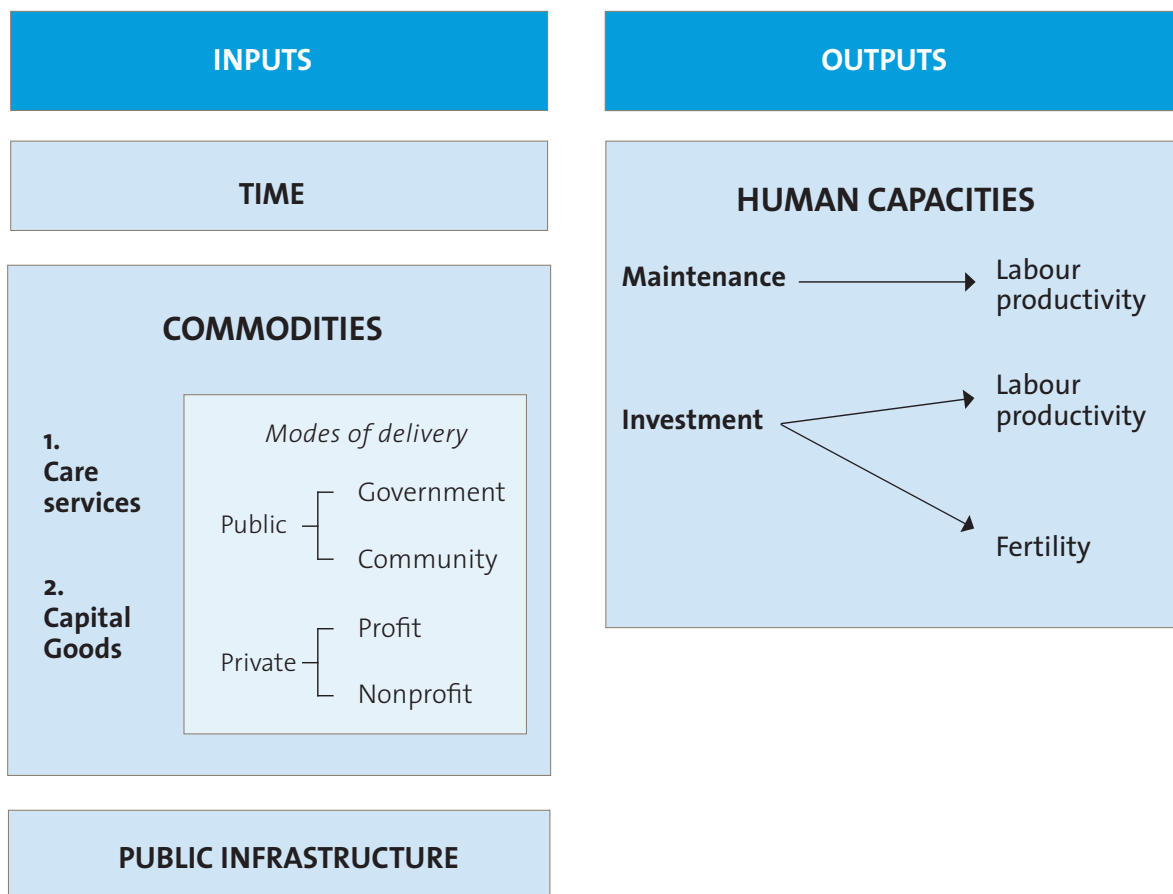 INPUTS
TIME
COMMODITIES
1.
Care
services
2.
Capital
Goods
Modes of delivery
Public
Government
Community
Private
Profit
Nonprofit
PUBLIC INFRASTRUCTURE
OUTPUTS
HUMAN CAPACITIES
Maintenance
Labour
productivity
Investment
Labour
productivity
Fertility